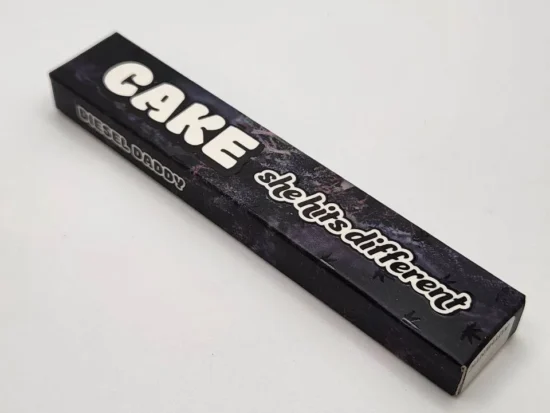 CAKE
she hits different
DIESEL DADDY